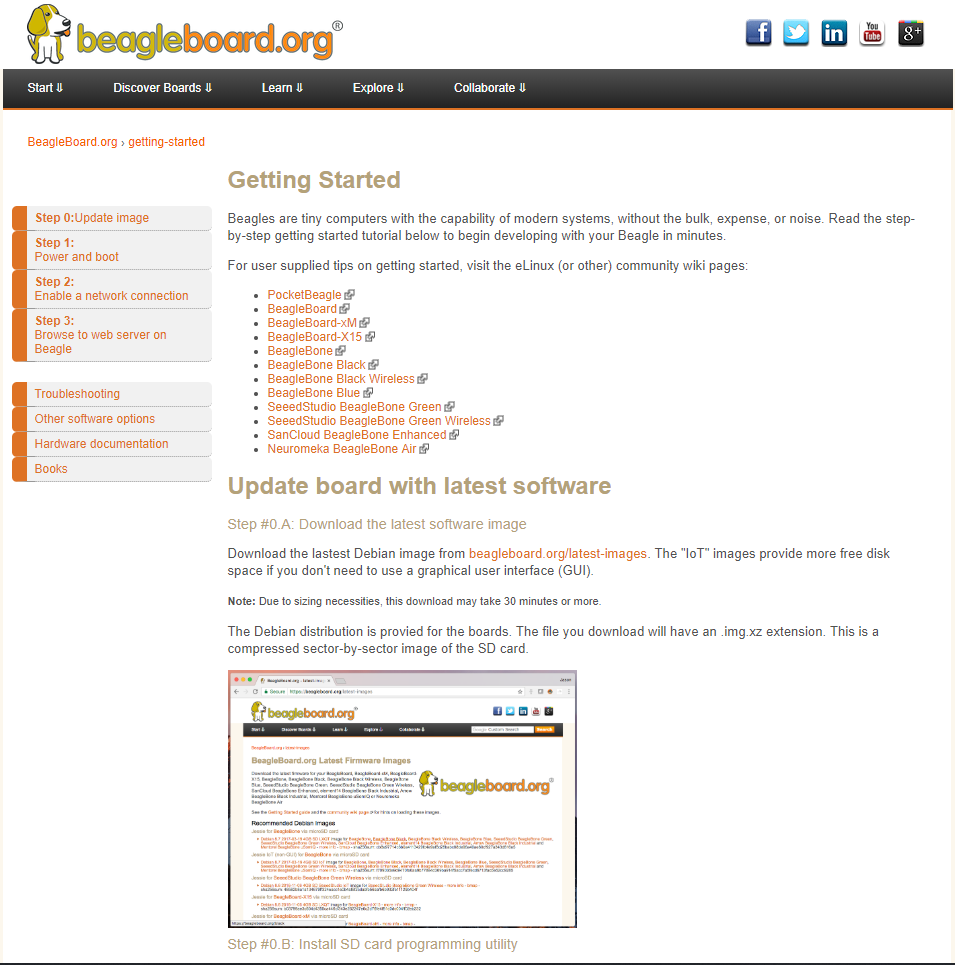 beagleboard.org®
Start ⇓ Discover Boards ⇓ Learn ⇓ Explore ⇓ Collaborate ⇓
BeagleBoard.org › getting-started
Step 0:Update image
Step 1:
Power and boot
Step 2:
Enable a network connection
Step 3:
Browse to web server on
Beagle
Troubleshooting
Other software options
Hardware documentation
Books
Getting Started
Beagles are tiny computers with the capability of modern systems, without the bulk, expense, or noise. Read the step-
by-step getting started tutorial below to begin developing with your Beagle in minutes.
For user supplied tips on getting started, visit the eLinux (or other) community wiki pages:
PocketBeagle
BeagleBoard
BeagleBoard-xM
BeagleBoard-X15
BeagleBone
BeagleBone Black
BeagleBone Black Wireless
BeagleBone Blue
SeeedStudio BeagleBone Green
SeeedStudio BeagleBone Green Wireless
SanCloud BeagleBone Enhanced
Neuromeka BeagleBone Air
Update board with latest software
Step #0.A: Download the latest software image
Download the lastest Debian image from beagleboard.org/latest-images. The "IoT" images provide more free disk
space if you don't need to use a graphical user interface (GUI).
Note: Due to sizing necessities, this download may take 30 minutes or more.
The Debian distribution is provied for the boards. The file you download will have an .img.xz extension. This is a
compressed sector-by-sector image of the SD card.
Secure https://beagleboard.org/latest-images
beagleboard.org
Start Discover Boards Learn Explore Collaborate Custom Search Search
BeagleBoard.org Latest Firmware Images
beagleboard.org
Recommended Debian Images
Step #0.B: Install SD card programming utility